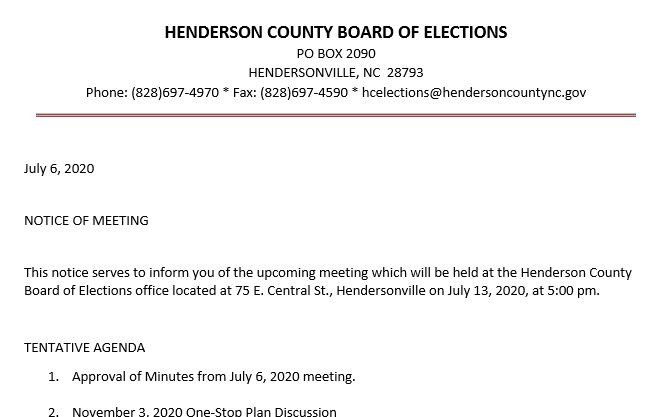 HENDERSON COUNTY BOARD OF ELECTIONS
PO BOX 2090
HENDERSONVILLE, NC  28793
Phone: (828)697-4970 * Fax: (828)697-4590 * hcelections@hendersoncountync.gov
July 6, 2020
NOTICE OF MEETING
This notice serves to inform you of the upcoming meeting which will be held at the Henderson County
Board of Elections office located at 75 E. Central St., Hendersonville on July 13, 2020, at 5:00 pm.
TENTATIVE AGENDA
1. Approval of Minutes from July 6, 2020 meeting.
2. November 3, 2020 One-Stop Plan Discussion